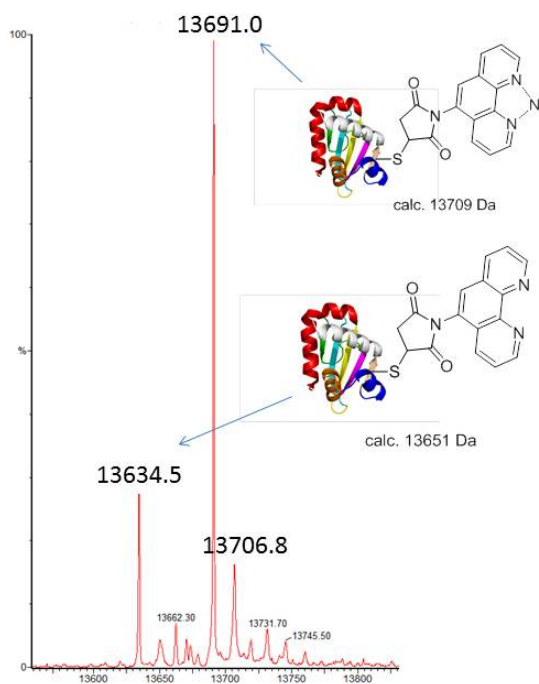 13691.0
100
O
N
N
N
N
S
O
calc. 13709 Da
O
N
N
%
N
S
O
calc. 13651 Da
13634.5
13706.8
13662.30
13731.70
13745.50
0
13600
13650
13700
13750
13800